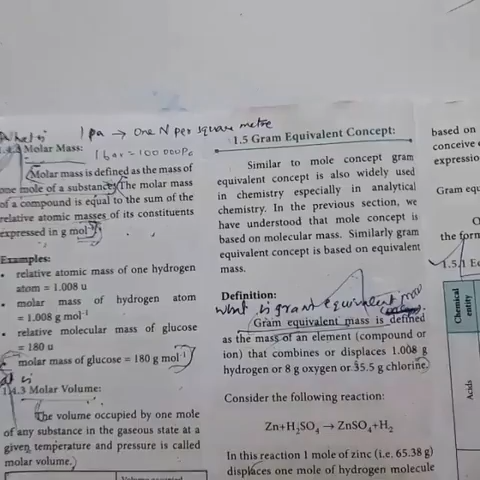 What is
1 pa → One N per square metre
1.4.2 Molar Mass:
1 bar = 100 000 Pa
Molar mass is defined as the mass of
one mole of a substance. The molar mass
of a compound is equal to the sum of the
relative atomic masses of its constituents
expressed in g mol⁻¹.
Examples:
• relative atomic mass of one hydrogen
atom = 1.008 u
• molar mass of hydrogen atom
= 1.008 g mol⁻¹
• relative molecular mass of glucose
= 180 u
• molar mass of glucose = 180 g mol⁻¹
1.4.3 Molar Volume:
The volume occupied by one mole
of any substance in the gaseous state at a
given temperature and pressure is called
molar volume.
1.5 Gram Equivalent Concept:
Similar to mole concept gram
equivalent concept is also widely used
in chemistry especially in analytical
chemistry. In the previous section, we
have understood that mole concept is
based on molecular mass. Similarly gram
equivalent concept is based on equivalent
mass.
Definition:
What is gram equivalent
Gram equivalent mass is defined
as the mass of an element (compound or
ion) that combines or displaces 1.008 g
hydrogen or 8 g oxygen or 35.5 g chlorine.
Consider the following reaction:
Zn+H₂SO₄ → ZnSO₄+H₂
In this reaction 1 mole of zinc (i.e. 65.38 g)
displaces one mole of hydrogen molecule
based on
conceive
expressio
Gram equ
the form
1.5.1 E
Chemical
entity
Acids